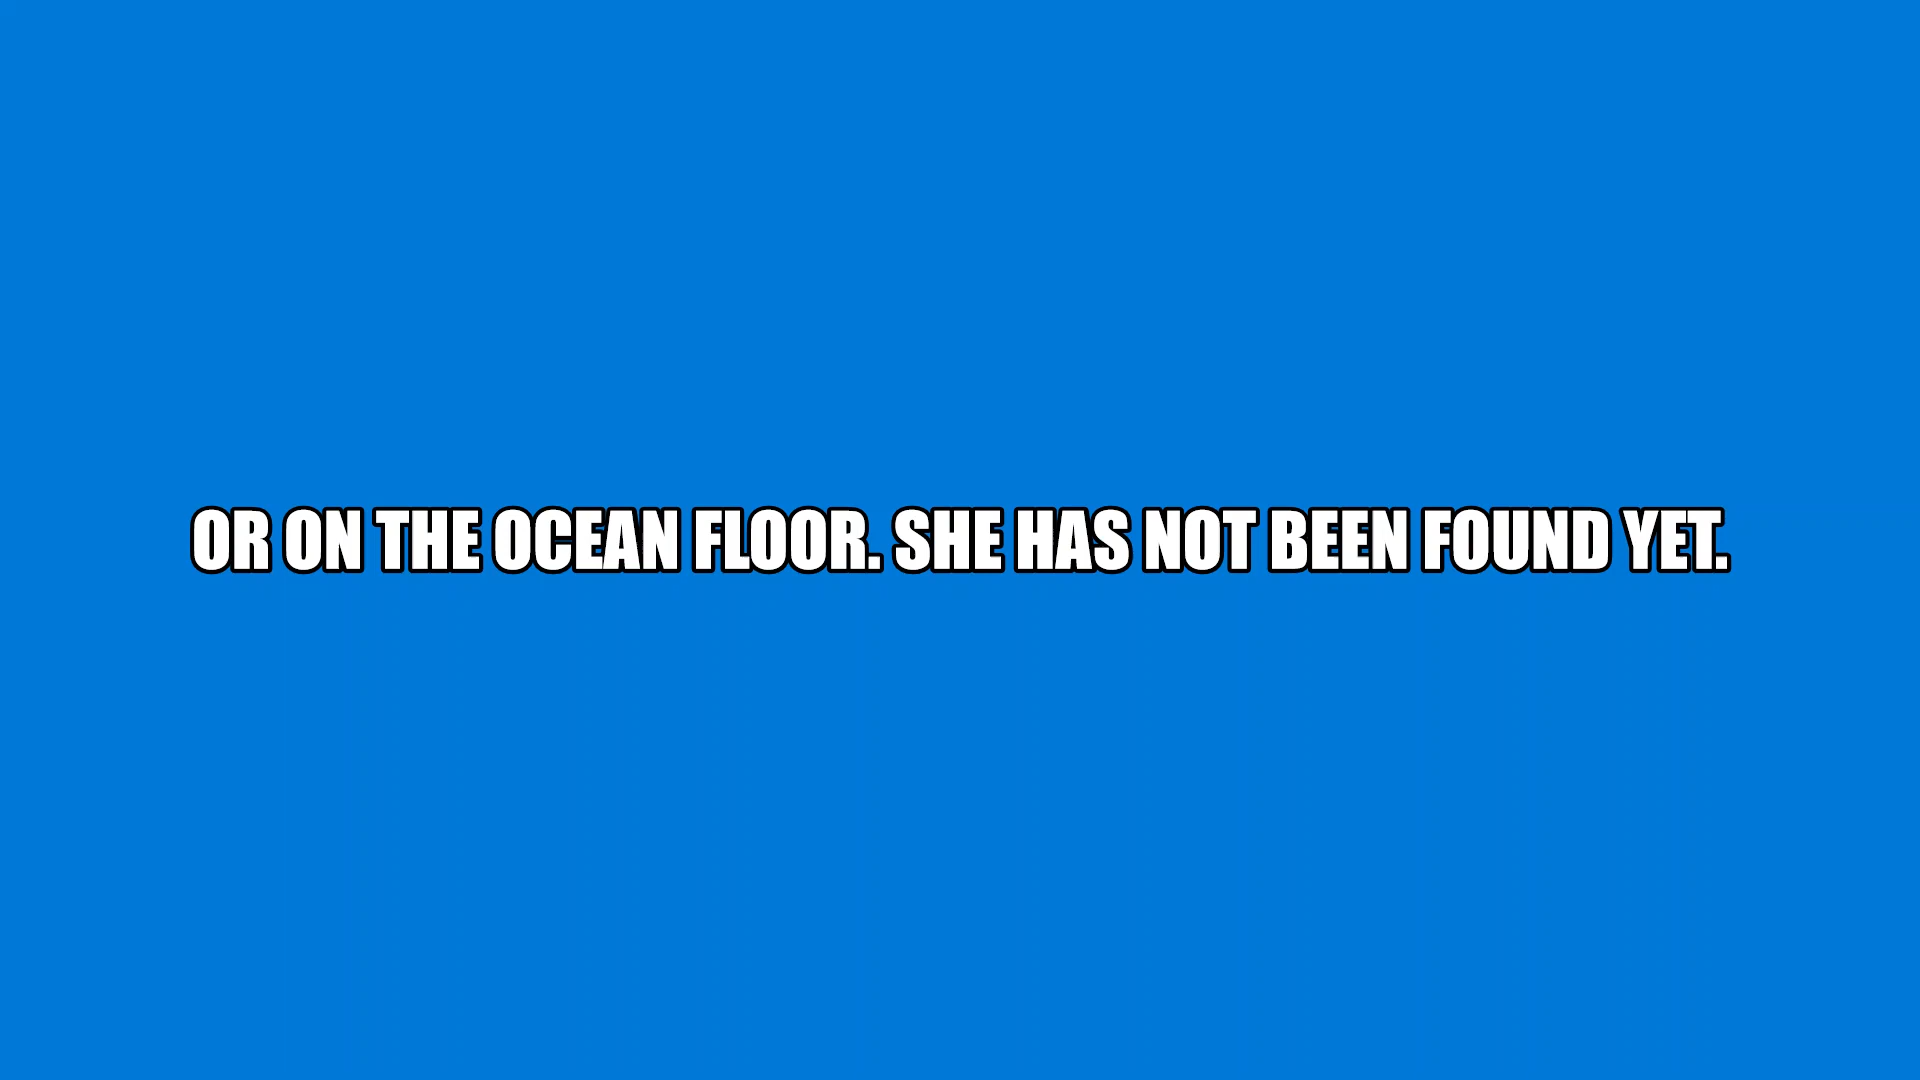 OR ON THE OCEAN FLOOR. SHE HAS NOT BEEN FOUND YET.